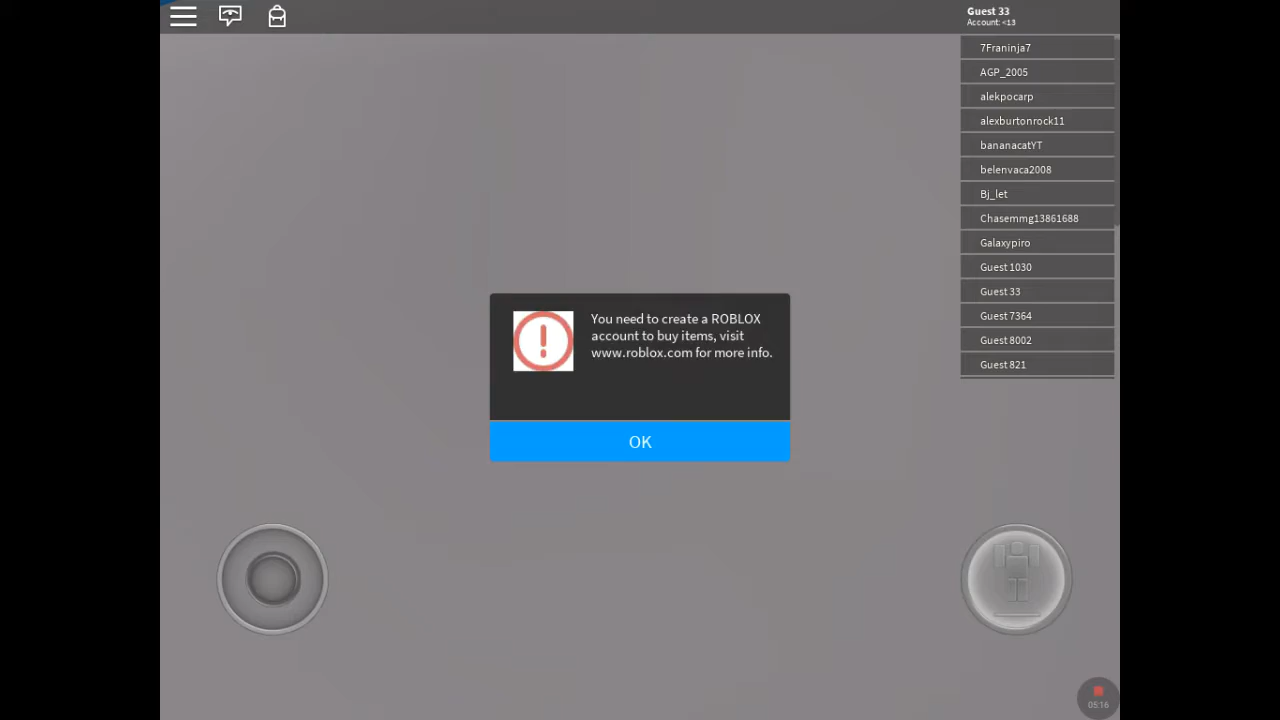 Guest 33
Account: <13
7Franinja7
AGP_2005
alekpocarp
alexburtonrock11
bananacatYT
belenvaca2008
Bj_let
Chasemmg13861688
Galaxypiro
Guest 1030
Guest 33
Guest 7364
Guest 8002
Guest 821
You need to create a ROBLOX
account to buy items, visit
www.roblox.com for more info.
OK
05:16